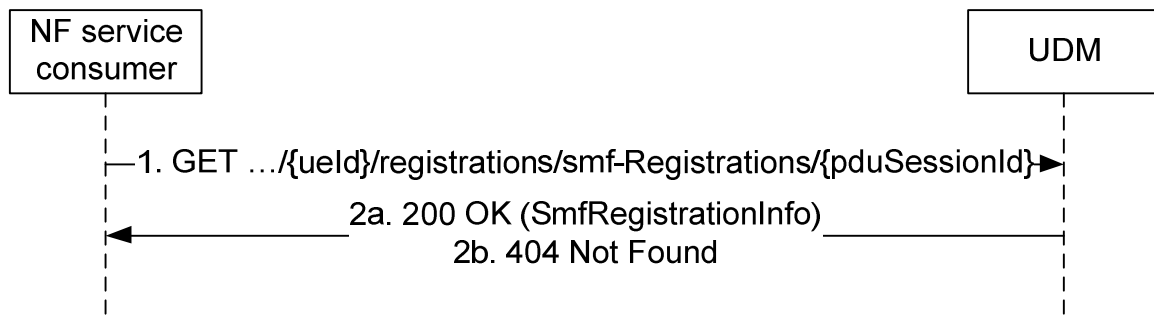 NF service
consumer
UDM
1. GET …/{ueId}/registrations/smf-Registrations/{pduSessionId}
2a. 200 OK (SmfRegistrationInfo)
2b. 404 Not Found